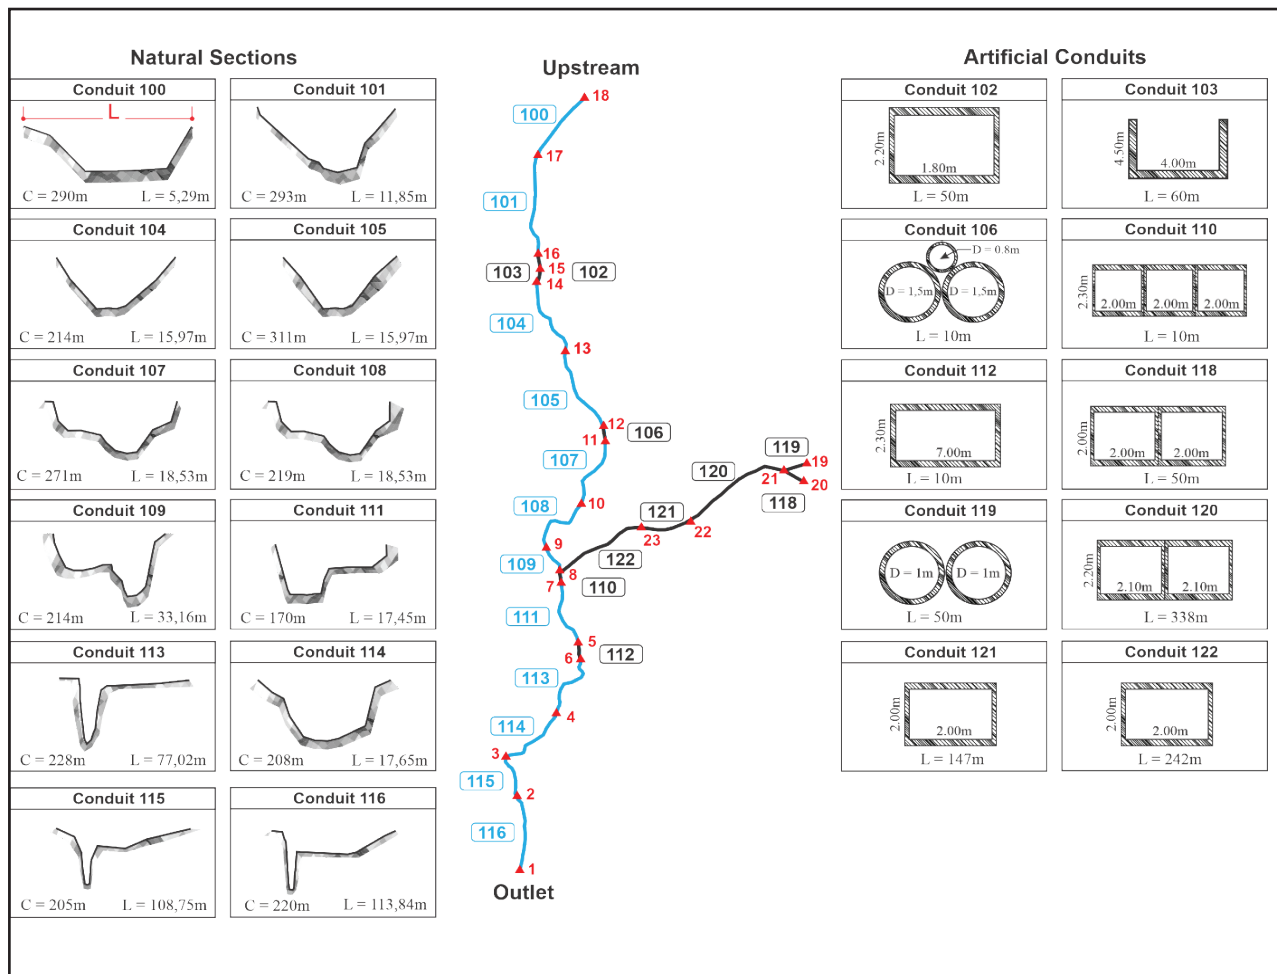 Natural Sections
Conduit 100
L
C = 290m L = 5,29m
Conduit 101
C = 293m L = 11,85m
Conduit 104
C = 214m L = 15,97m
Conduit 105
C = 311m L = 15,97m
Conduit 107
C = 271m L = 18,53m
Conduit 108
C = 219m L = 18,53m
Conduit 109
C = 214m L = 33,16m
Conduit 111
C = 170m L = 17,45m
Conduit 113
C = 228m L = 77,02m
Conduit 114
C = 208m L = 17,65m
Conduit 115
C = 205m L = 108,75m
Conduit 116
C = 220m L = 113,84m
Upstream
18
100
17
101
16
103
15
102
14
104
13
105
12
11
106
107
10
108
9
109
8
7
110
111
5
6
112
113
4
114
3
115
2
116
1
Outlet
119
19
120
21
20
118
121
22
23
122
Artificial Conduits
Conduit 102
2.20m
1.80m
L = 50m
Conduit 103
4.50m
4.00m
L = 60m
Conduit 106
D = 0.8m
D = 1,5m
D = 1,5m
L = 10m
Conduit 110
2.30m
2.00m
2.00m
2.00m
L = 10m
Conduit 112
2.30m
7.00m
L = 10m
Conduit 118
2.00m
2.00m
2.00m
L = 50m
Conduit 119
D = 1m
D = 1m
L = 50m
Conduit 120
2.20m
2.10m
2.10m
L = 338m
Conduit 121
2.00m
2.00m
L = 147m
Conduit 122
2.00m
2.00m
L = 242m